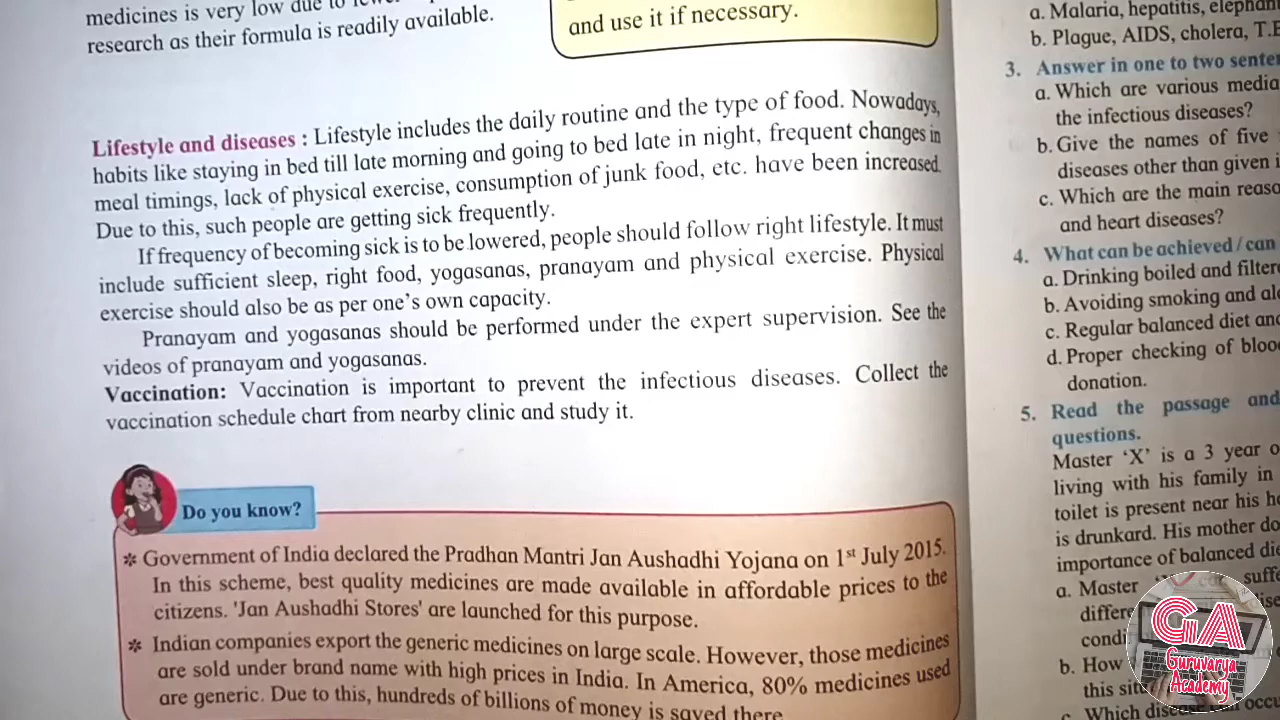 medicines is very low due to
research as their formula is readily available.
and use it if necessary.
Lifestyle and diseases : Lifestyle includes the daily routine and the type of food. Nowadays,
habits like staying in bed till late morning and going to bed late in night, frequent changes in
meal timings, lack of physical exercise, consumption of junk food, etc. have been increased.
Due to this, such people are getting sick frequently.
If frequency of becoming sick is to be lowered, people should follow right lifestyle. It must
include sufficient sleep, right food, yogasanas, pranayam and physical exercise. Physical
exercise should also be as per one's own capacity.
Pranayam and yogasanas should be performed under the expert supervision. See the
videos of pranayam and yogasanas.
Vaccination: Vaccination is important to prevent the infectious diseases. Collect the
vaccination schedule chart from nearby clinic and study it.
Do you know?
* Government of India declared the Pradhan Mantri Jan Aushadhi Yojana on 1st July 2015.
In this scheme, best quality medicines are made available in affordable prices to the
citizens. 'Jan Aushadhi Stores' are launched for this purpose.
* Indian companies export the generic medicines on large scale. However, those medicines
are sold under brand name with high prices in India. In America, 80% medicines used
are generic. Due to this, hundreds of billions of money is saved there.
a. Malaria, hepatitis,
b. Plague, AIDS, cholera,
3. Answer in one to two
a. Which are various media
the infectious diseases?
b. Give the names of five
diseases other than given
c. Which are the main
and heart diseases?
4. What can be achieved / can
a. Drinking boiled and
b. Avoiding smoking and
c. Regular balanced diet and
d. Proper checking of
donation.
5. Read the passage and
questions.
Master 'X' is a 3 year
living with his family in
toilet is present near his
is drunkard. His mother
importance of balanced
a. Master
b. How
this
c. Which
GA
Guruvarya
Academy